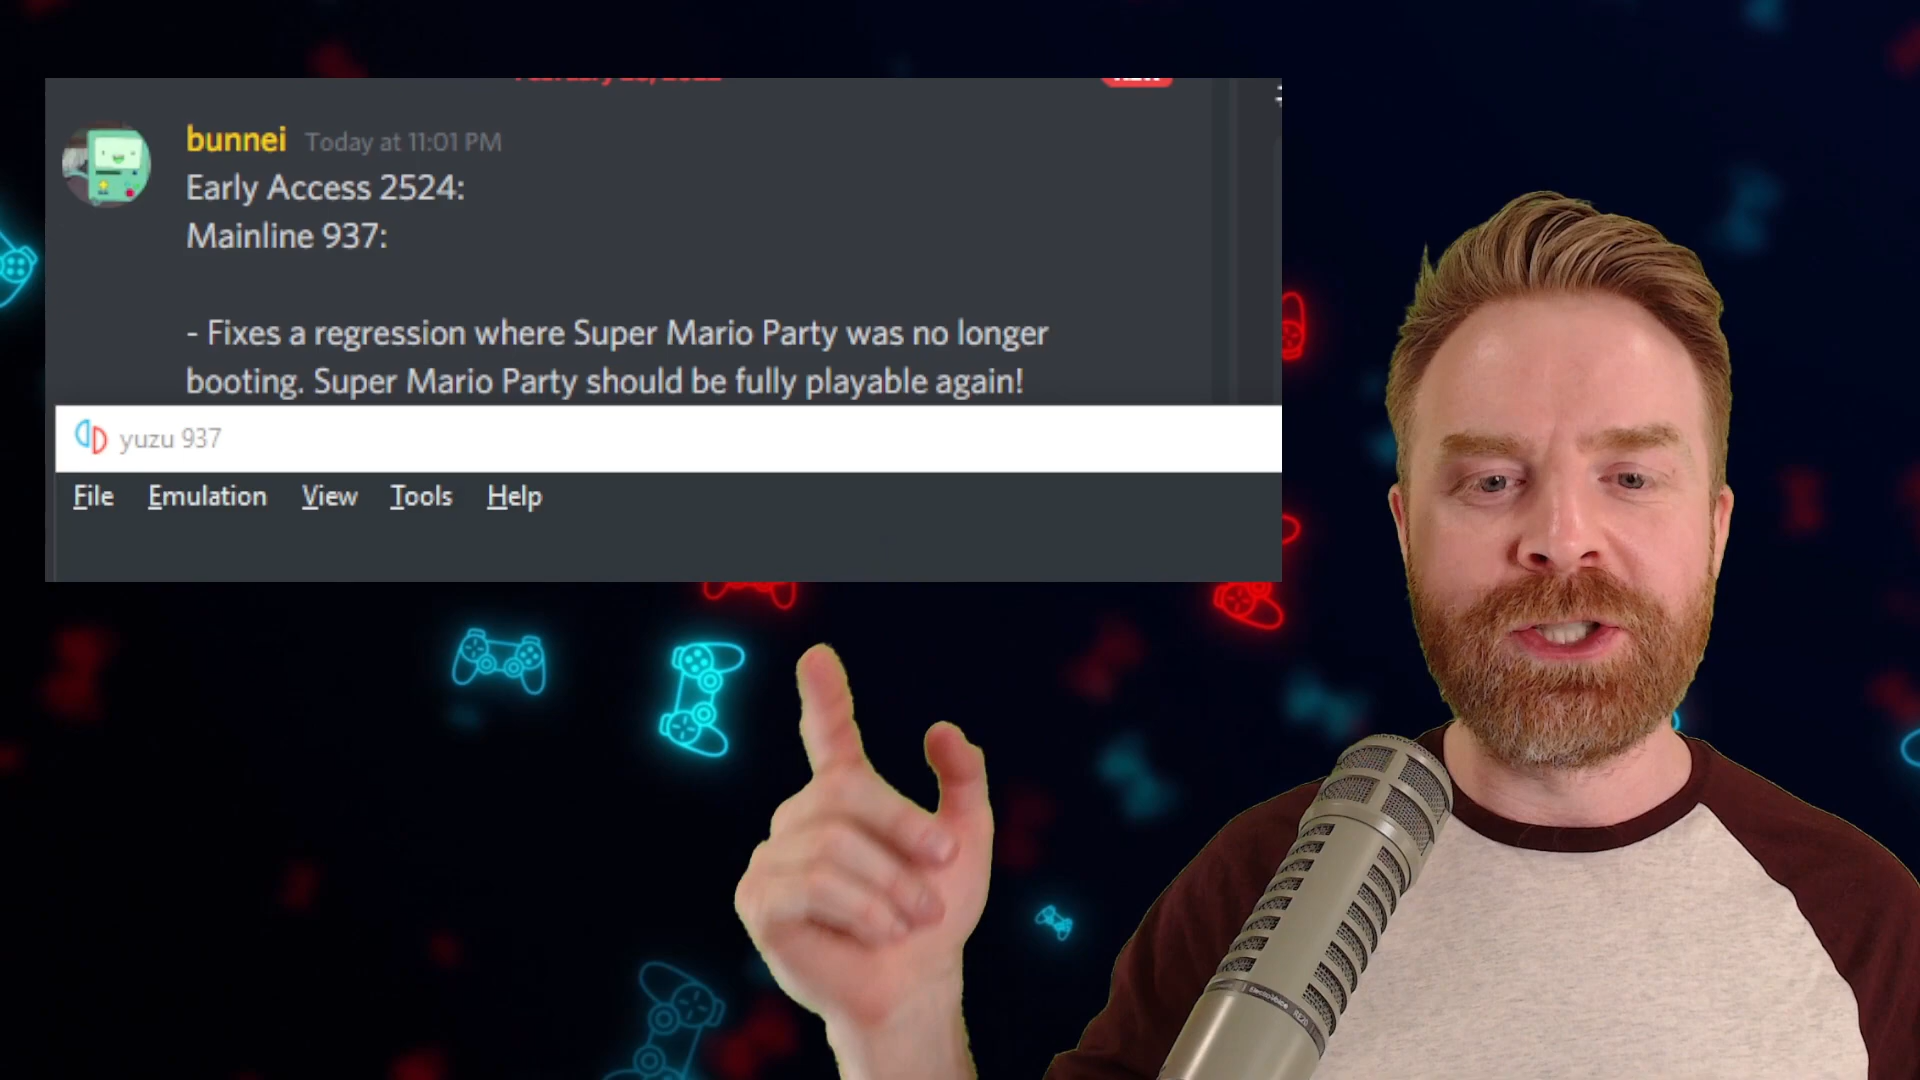 bunnei Today at 11:01 PM
Early Access 2524:
Mainline 937:
- Fixes a regression where Super Mario Party was no longer
booting. Super Mario Party should be fully playable again!
yuzu 937
File Emulation View Tools Help
RE20